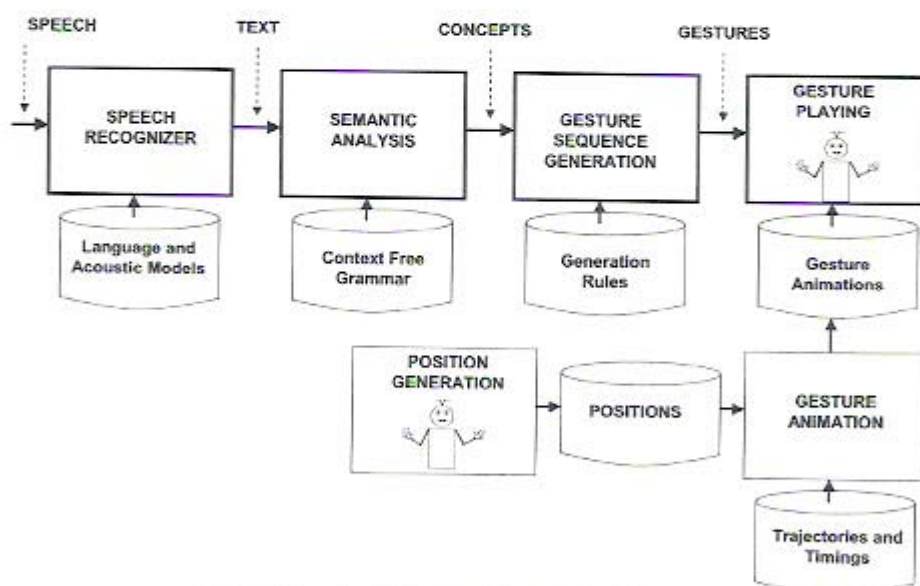 SPEECH
TEXT
CONCEPTS
GESTURES
SPEECH
RECOGNIZER
SEMANTIC
ANALYSIS
GESTURE
SEQUENCE
GENERATION
GESTURE
PLAYING
Language and
Acoustic Models
Context Free
Grammar
Generation
Rules
Gesture
Animations
POSITION
GENERATION
POSITIONS
GESTURE
ANIMATION
Trajectories and
Timings